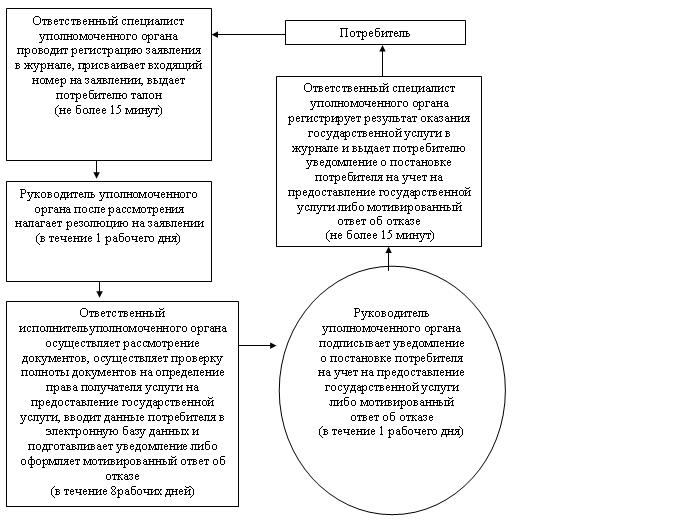 Потребитель
Ответственный специалист
уполномоченного органа
проводит регистрацию заявления
в журнале, присваивает входящий
номер на заявлении, выдает
потребителю талон
(не более 15 минут)
Руководитель уполномоченного
органа после рассмотрения
налагает резолюцию на заявлении
(в течение 1 рабочего дня)
Ответственный
исполнительуполномоченного органа
осуществляет рассмотрение
документов, осуществляет проверку
полноты документов на определение
права получателя услуги на
предоставление государственной
услуги, вводит данные потребителя в
электронную базу данных и
подготавливает уведомление либо
оформляет мотивированный ответ об
отказе
(в течение 8рабочих дней)
Руководитель
уполномоченного органа
подписывает уведомление
о постановке потребителя
на учет на предоставление
государственной услуги
либо мотивированный
ответ об отказе
(в течение 1 рабочего дня)
Ответственный специалист
уполномоченного органа
регистрирует результат оказания
государственной услуги в
журнале и выдает потребителю
уведомление о постановке
потребителя на учет на
предоставление государственной
услуги либо мотивированный
ответ об отказе
(не более 15 минут)